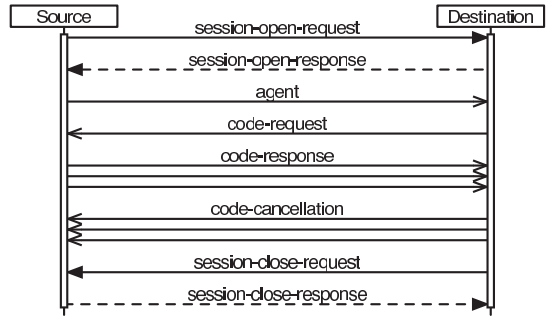 Source
Destination
session-open-request
session-open-response
agent
code-request
code-response
code-cancellation
session-close-request
session-close-response